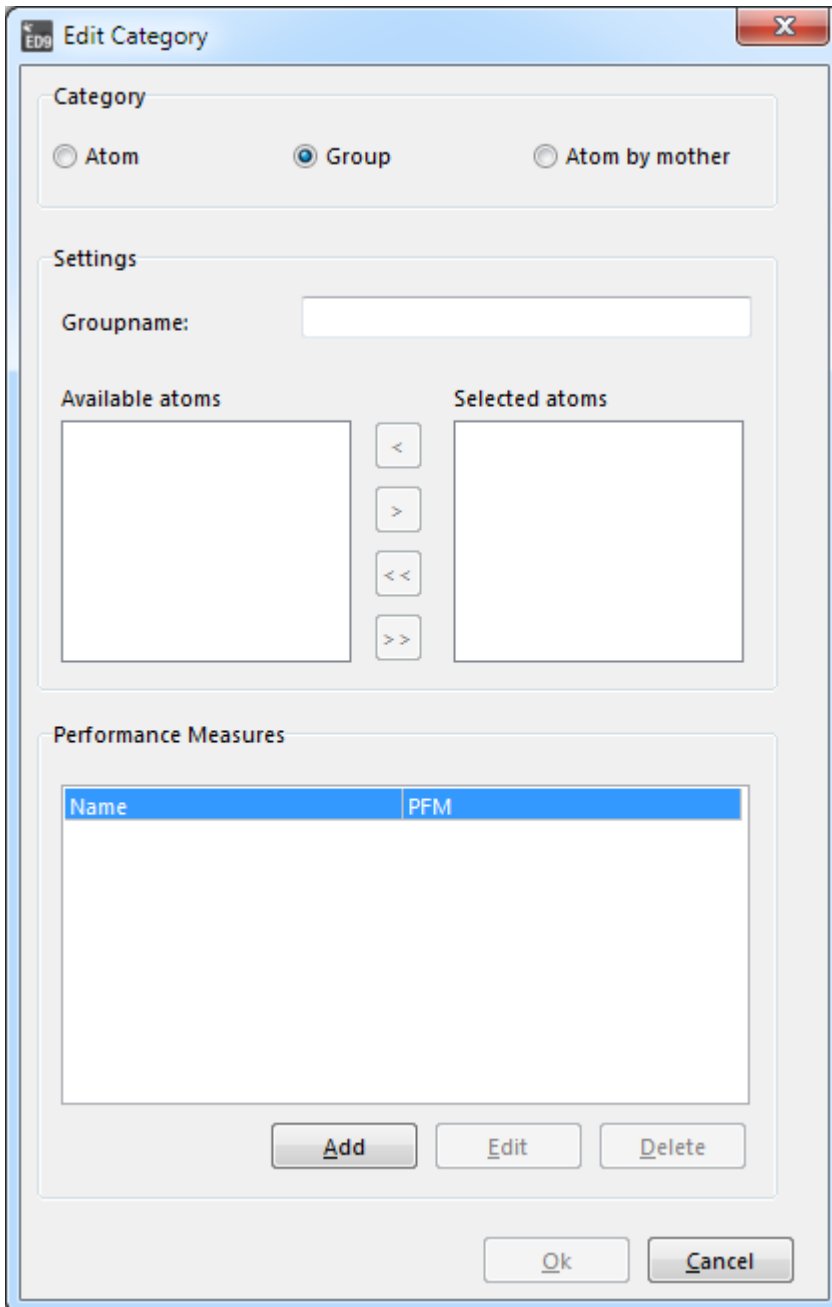 ED9 Edit Category
Category
Atom Group Atom by mother
Settings
Groupname:
Available atoms Selected atoms
<
>
<<
>>
Performance Measures
Name PFM
Add Edit Delete
Ok Cancel